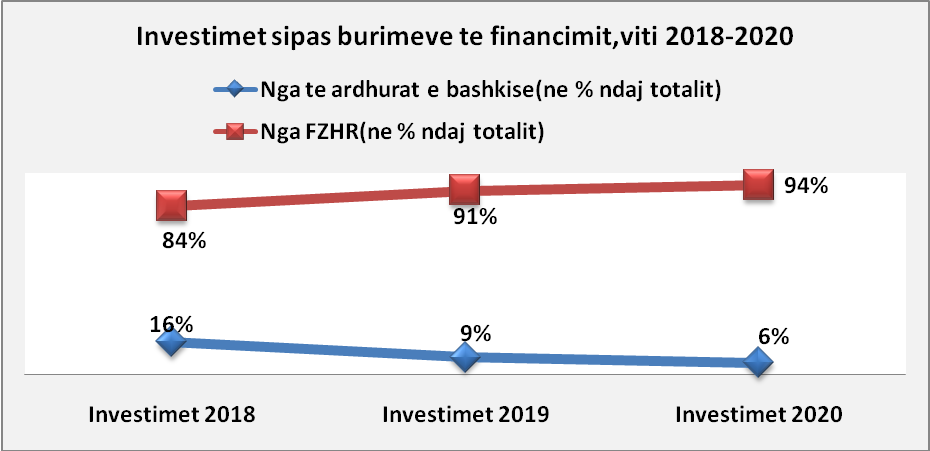 Investimet sipas burimeve te financimit,viti 2018-2020
Nga te ardhurat e bashkise(ne % ndaj totalit)
Nga FZHR(ne % ndaj totalit)
84%
91%
94%
16%
9%
6%
Investimet 2018
Investimet 2019
Investimet 2020